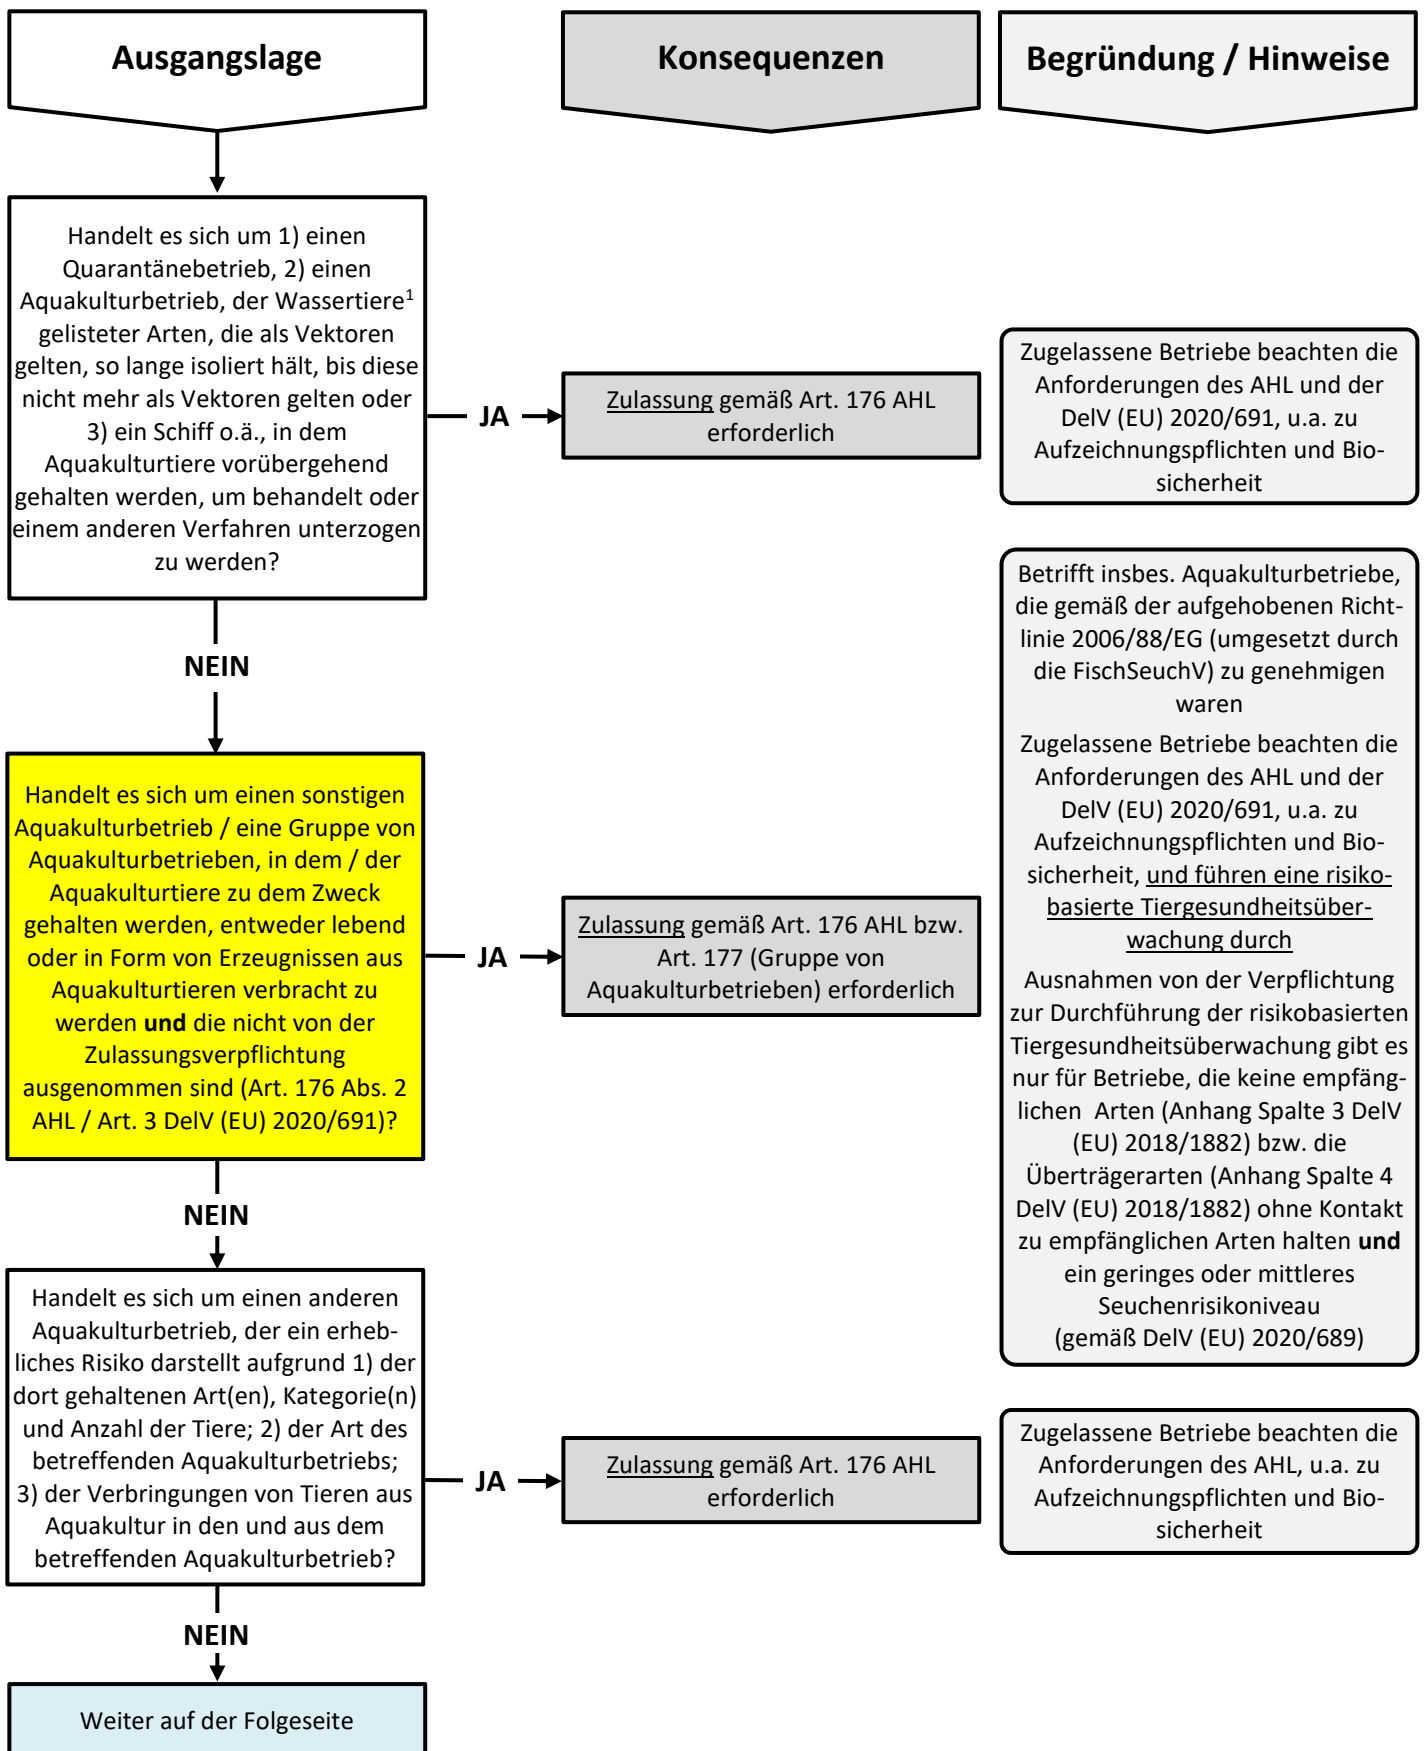 Ausgangslage
Konsequenzen
Begründung / Hinweise
Handelt es sich um 1) einen
Quarantänebetrieb, 2) einen
Aquakulturbetrieb, der Wassertiere¹
gelisteter Arten, die als Vektoren
gelten, so lange isoliert hält, bis diese
nicht mehr als Vektoren gelten oder
3) ein Schiff o.ä., in dem
Aquakulturtiere vorübergehend
gehalten werden, um behandelt oder
einem anderen Verfahren unterzogen
zu werden?
JA
Zulassung gemäß Art. 176 AHL
erforderlich
Zugelassene Betriebe beachten die
Anforderungen des AHL und der
DelV (EU) 2020/691, u.a. zu
Aufzeichnungspflichten und Bio-
sicherheit
NEIN
Handelt es sich um einen sonstigen
Aquakulturbetrieb / eine Gruppe von
Aquakulturbetrieben, in dem / der
Aquakulturtiere zu dem Zweck
gehalten werden, entweder lebend
oder in Form von Erzeugnissen aus
Aquakulturtieren verbracht zu
werden und die nicht von der
Zulassungsverpflichtung
ausgenommen sind (Art. 176 Abs. 2
AHL / Art. 3 DelV (EU) 2020/691)?
JA
Zulassung gemäß Art. 176 AHL bzw.
Art. 177 (Gruppe von
Aquakulturbetrieben) erforderlich
Betrifft insbes. Aquakulturbetriebe,
die gemäß der aufgehobenen Richt-
linie 2006/88/EG (umgesetzt durch
die FischSeuchV) zu genehmigen
waren
Zugelassene Betriebe beachten die
Anforderungen des AHL und der
DelV (EU) 2020/691, u.a. zu
Aufzeichnungspflichten und Bio-
sicherheit, und führen eine risiko-
basierte Tiergesundheitsüber-
wachung durch
Ausnahmen von der Verpflichtung
zur Durchführung der risikobasierten
Tiergesundheitsüberwachung gibt es
nur für Betriebe, die keine empfäng-
lichen Arten (Anhang Spalte 3 DelV
(EU) 2018/1882) bzw. die
Überträgerarten (Anhang Spalte 4
DelV (EU) 2018/1882) ohne Kontakt
zu empfänglichen Arten halten und
ein geringes oder mittleres
Seuchenrisikoniveau
(gemäß DelV (EU) 2020/689)
NEIN
Handelt es sich um einen anderen
Aquakulturbetrieb, der ein erheb-
liches Risiko darstellt aufgrund 1) der
dort gehaltenen Art(en), Kategorie(n)
und Anzahl der Tiere; 2) der Art des
betreffenden Aquakulturbetriebs;
3) der Verbringungen von Tieren aus
Aquakultur in den und aus dem
betreffenden Aquakulturbetrieb?
JA
Zulassung gemäß Art. 176 AHL
erforderlich
Zugelassene Betriebe beachten die
Anforderungen des AHL, u.a. zu
Aufzeichnungspflichten und Bio-
sicherheit
NEIN
Weiter auf der Folgeseite